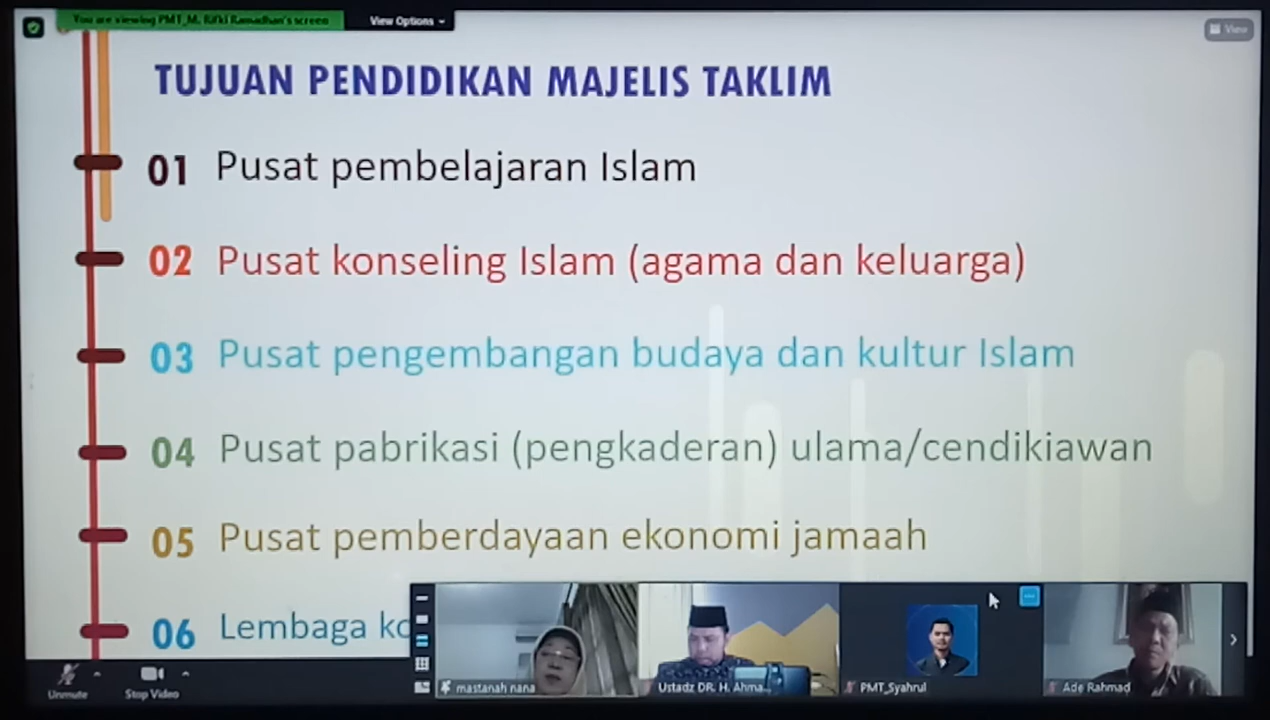 You are viewing PMT_M. Rifki Ramadhan's screen
View Options
View
TUJUAN PENDIDIKAN MAJELIS TAKLIM
01 Pusat pembelajaran Islam
02 Pusat konseling Islam (agama dan keluarga)
03 Pusat pengembangan budaya dan kultur Islam
04 Pusat pabrikasi (pengkaderan) ulama/cendikiawan
05 Pusat pemberdayaan ekonomi jamaah
06 Lembaga
Unmute
Stop Video
mastanah nana
Ustadz DR. H. Ahma...
PMT_Syahrul
Ade Rahmad